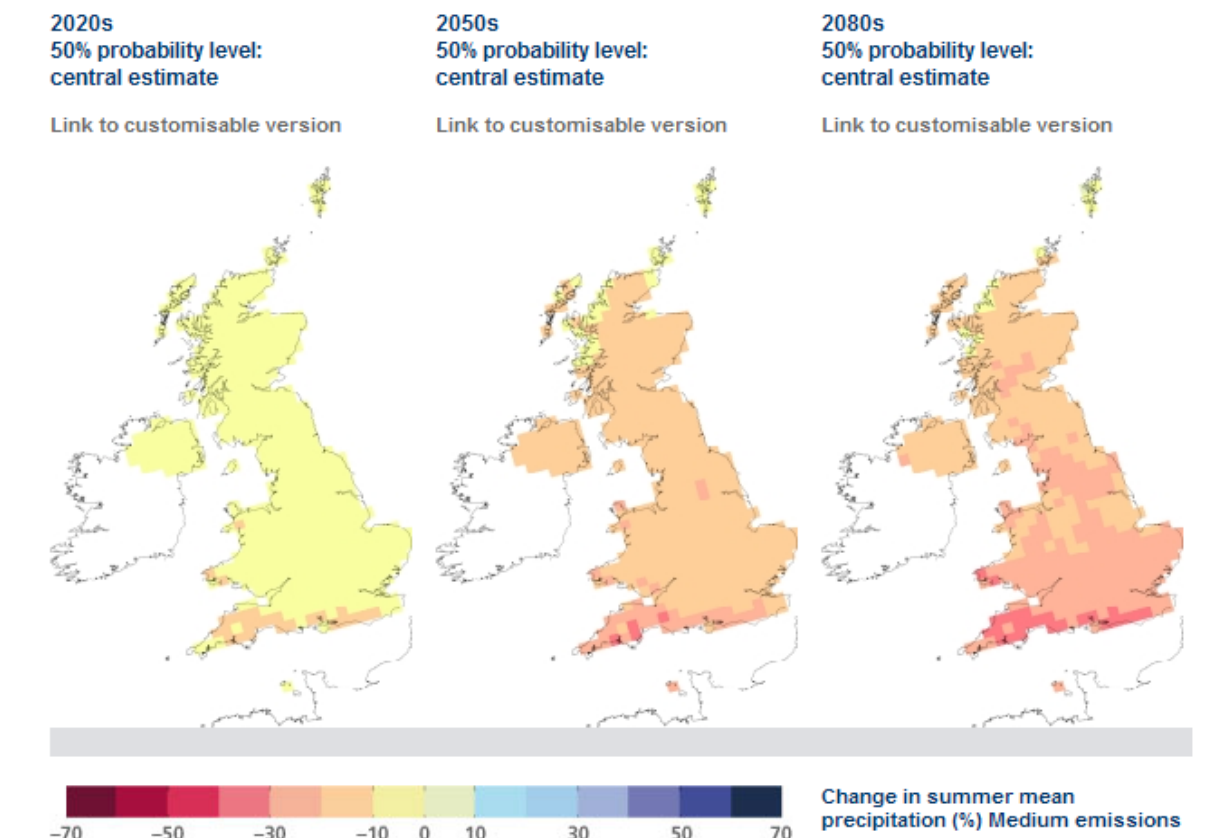 2020s
50% probability level:
central estimate
Link to customisable version
2050s
50% probability level:
central estimate
Link to customisable version
2080s
50% probability level:
central estimate
Link to customisable version
–70 –50 –30 –10 0 10 30 50 70
Change in summer mean
precipitation (%) Medium emissions